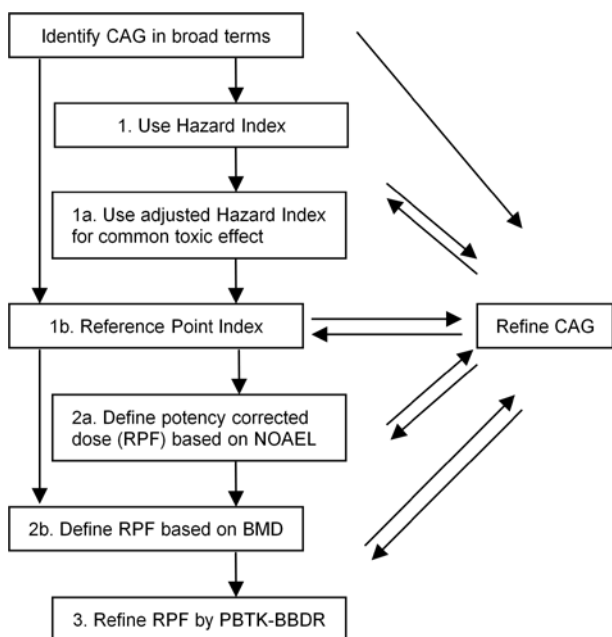 Identify CAG in broad terms
1. Use Hazard Index
1a. Use adjusted Hazard Index
for common toxic effect
1b. Reference Point Index
Refine CAG
2a. Define potency corrected
dose (RPF) based on NOAEL
2b. Define RPF based on BMD
3. Refine RPF by PBTK-BBDR